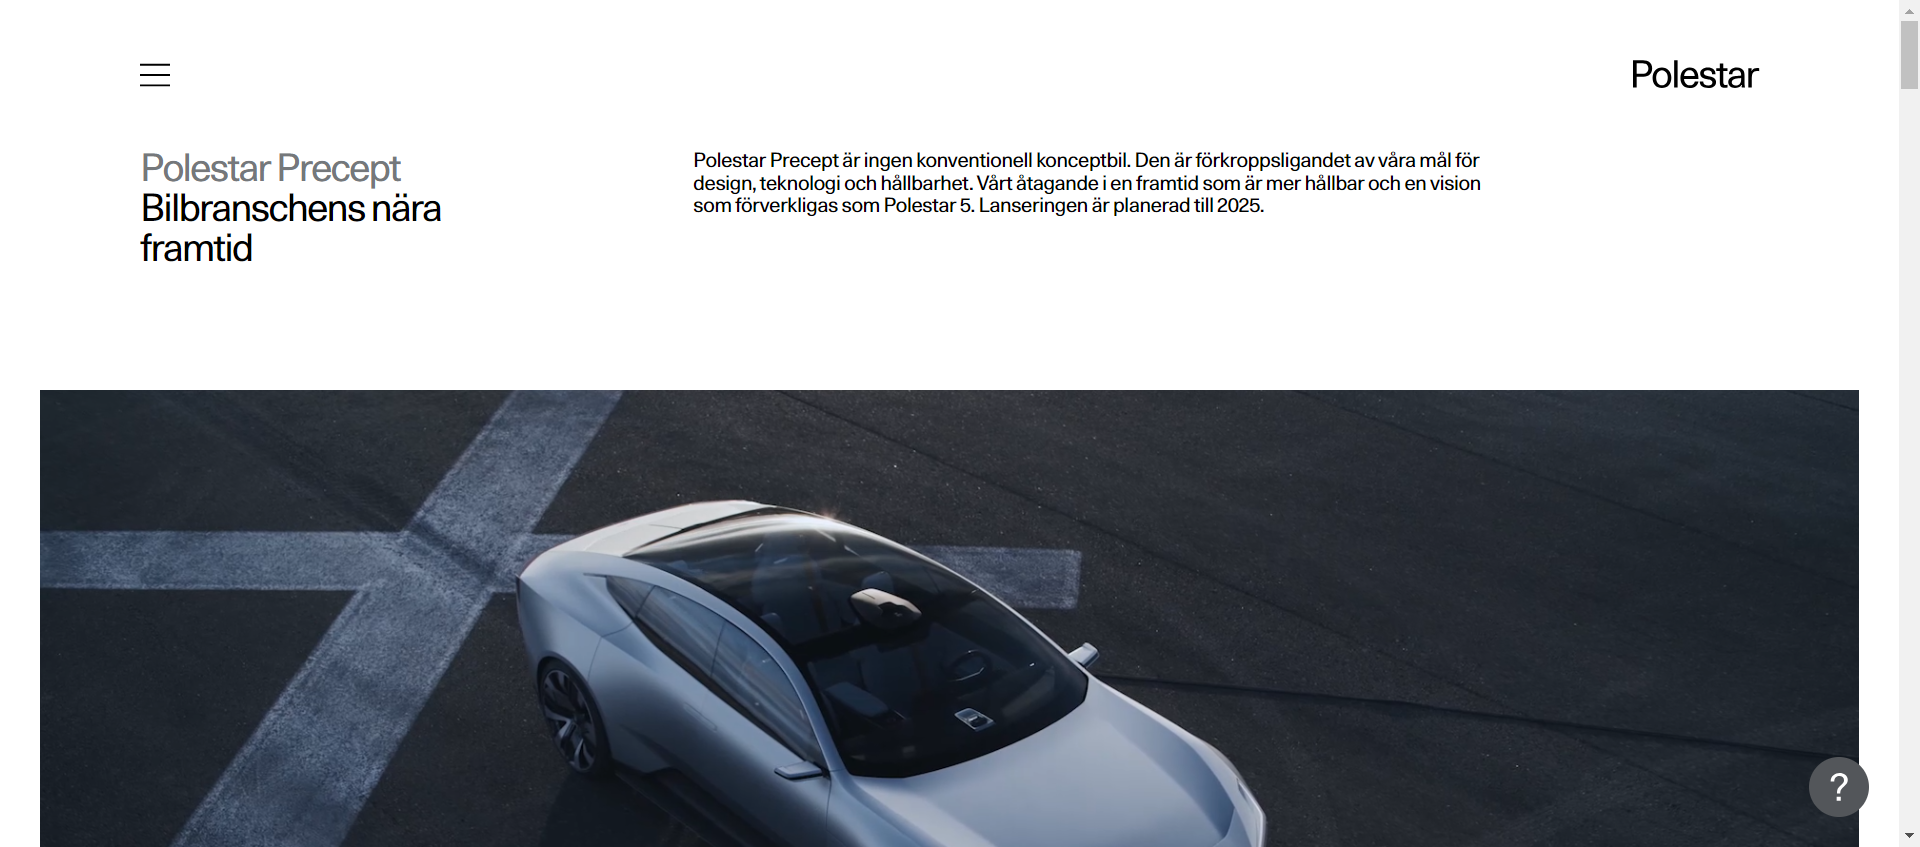 Polestar
Polestar Precept
Bilbranschens nära
framtid
Polestar Precept är ingen konventionell konceptbil. Den är förkroppsligandet av våra mål för
design, teknologi och hållbarhet. Vårt åtagande i en framtid som är mer hållbar och en vision
som förverkligas som Polestar 5. Lanseringen är planerad till 2025.
?